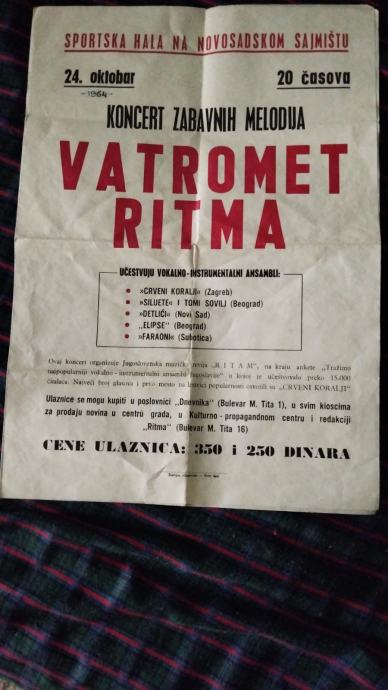 SPORTSKA HALA NA NOVOSADSKOM SAJMIŠTU
24. oktobar 20 časova
-1964-
KONCERT ZABAVNIH MELODIJA
VATROMET
RITMA
UČESTVUJU VOKALNO-INSTRUMENTALNI ANSAMBLI:
»CRVENI KORALJI« (Zagreb)
»SILUETE« I TOMI SOVILJ (Beograd)
»DETLIĆI« (Novi Sad)
„ELIPSE" (Beograd)
»FARAONI« (Subotica)
Ovaj koncert organizuje Jugoslovenska muzička revija „R I T A M", na kraju ankete „Tražimo
najpopularniji vokalno-instrumentalni ansambl Jugoslavije" u kojoj je učestvovalo preko 15.000
čitalaca. Najveći broj glasova i prvo mesto na lestvici popularnosti osvojili su „CRVENI KORALJI"
Ulaznice se mogu kupiti u poslovnici „Dnevnika" (Bulevar M. Tita 1), u svim kioscima
za prodaju novina u centru grada, u Kulturno-propagandnom centru i redakciji
„Ritma" (Bulevar M. Tita 16)
CENE ULAZNICA: 350 i 250 DINARA